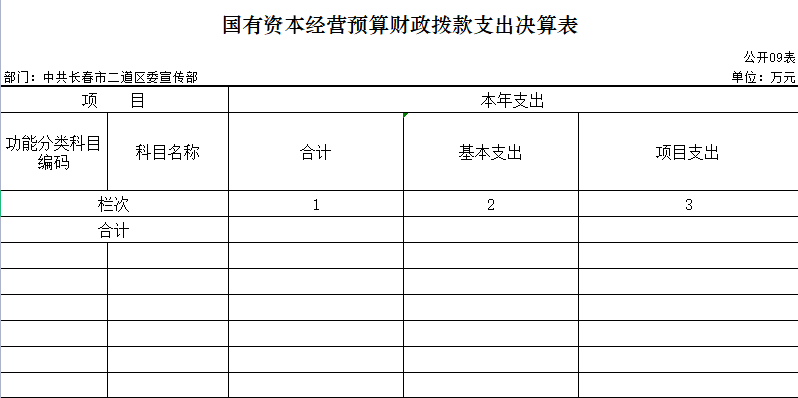 国有资本经营预算财政拨款支出决算表
公开09表
部门：中共长春市二道区委宣传部 单位：万元
项 目 本年支出
功能分类科目
编码 科目名称 合计 基本支出 项目支出
栏次 1 2 3
合计